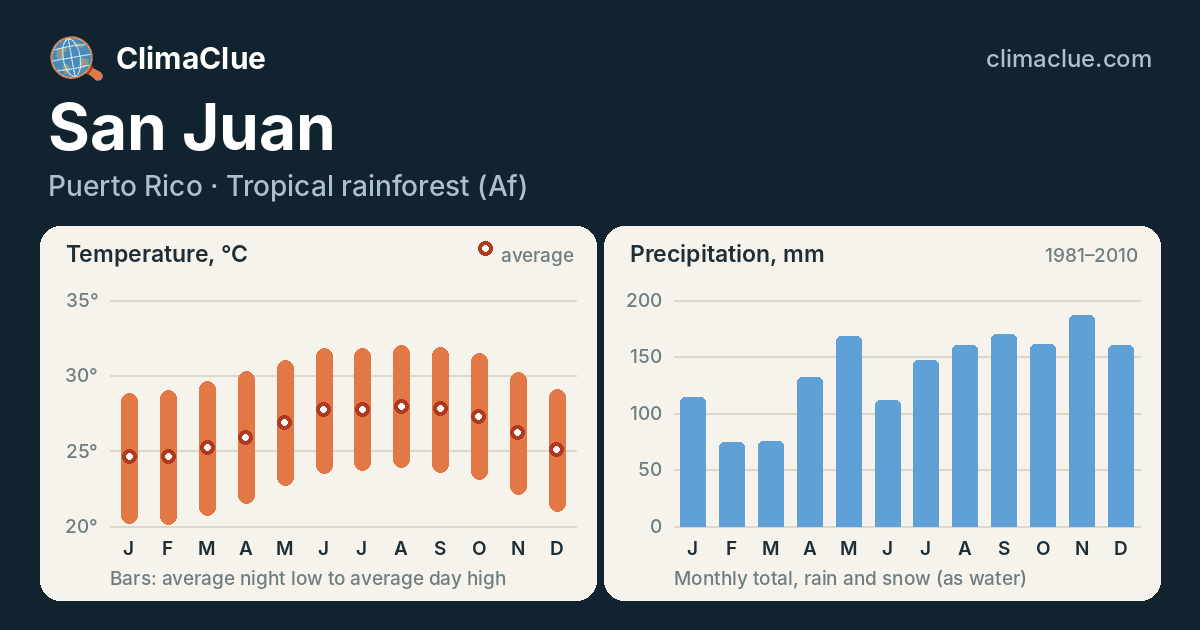 ClimaClue
climaclue.com
San Juan
Puerto Rico · Tropical rainforest (Af)
Temperature, °C
average
35°
30°
25°
20°
J F M A M J J A S O N D
Bars: average night low to average day high
Precipitation, mm
1981–2010
200
150
100
50
0
J F M A M J J A S O N D
Monthly total, rain and snow (as water)